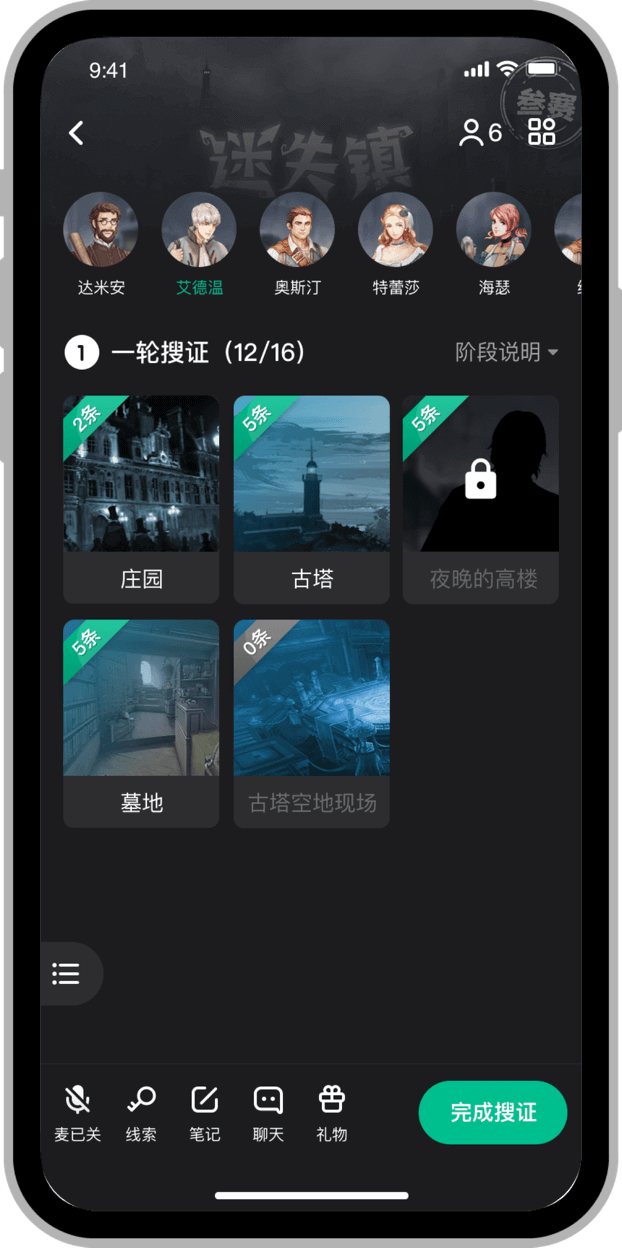 9:41
叁赛
迷失镇
6
达米安
艾德温
奥斯汀
特蕾莎
海瑟
1 一轮搜证（12/16）
阶段说明
2条
5条
5条
庄园
古塔
夜晚的高楼
5条
0条
墓地
古塔空地现场
麦已关
线索
笔记
聊天
礼物
完成搜证